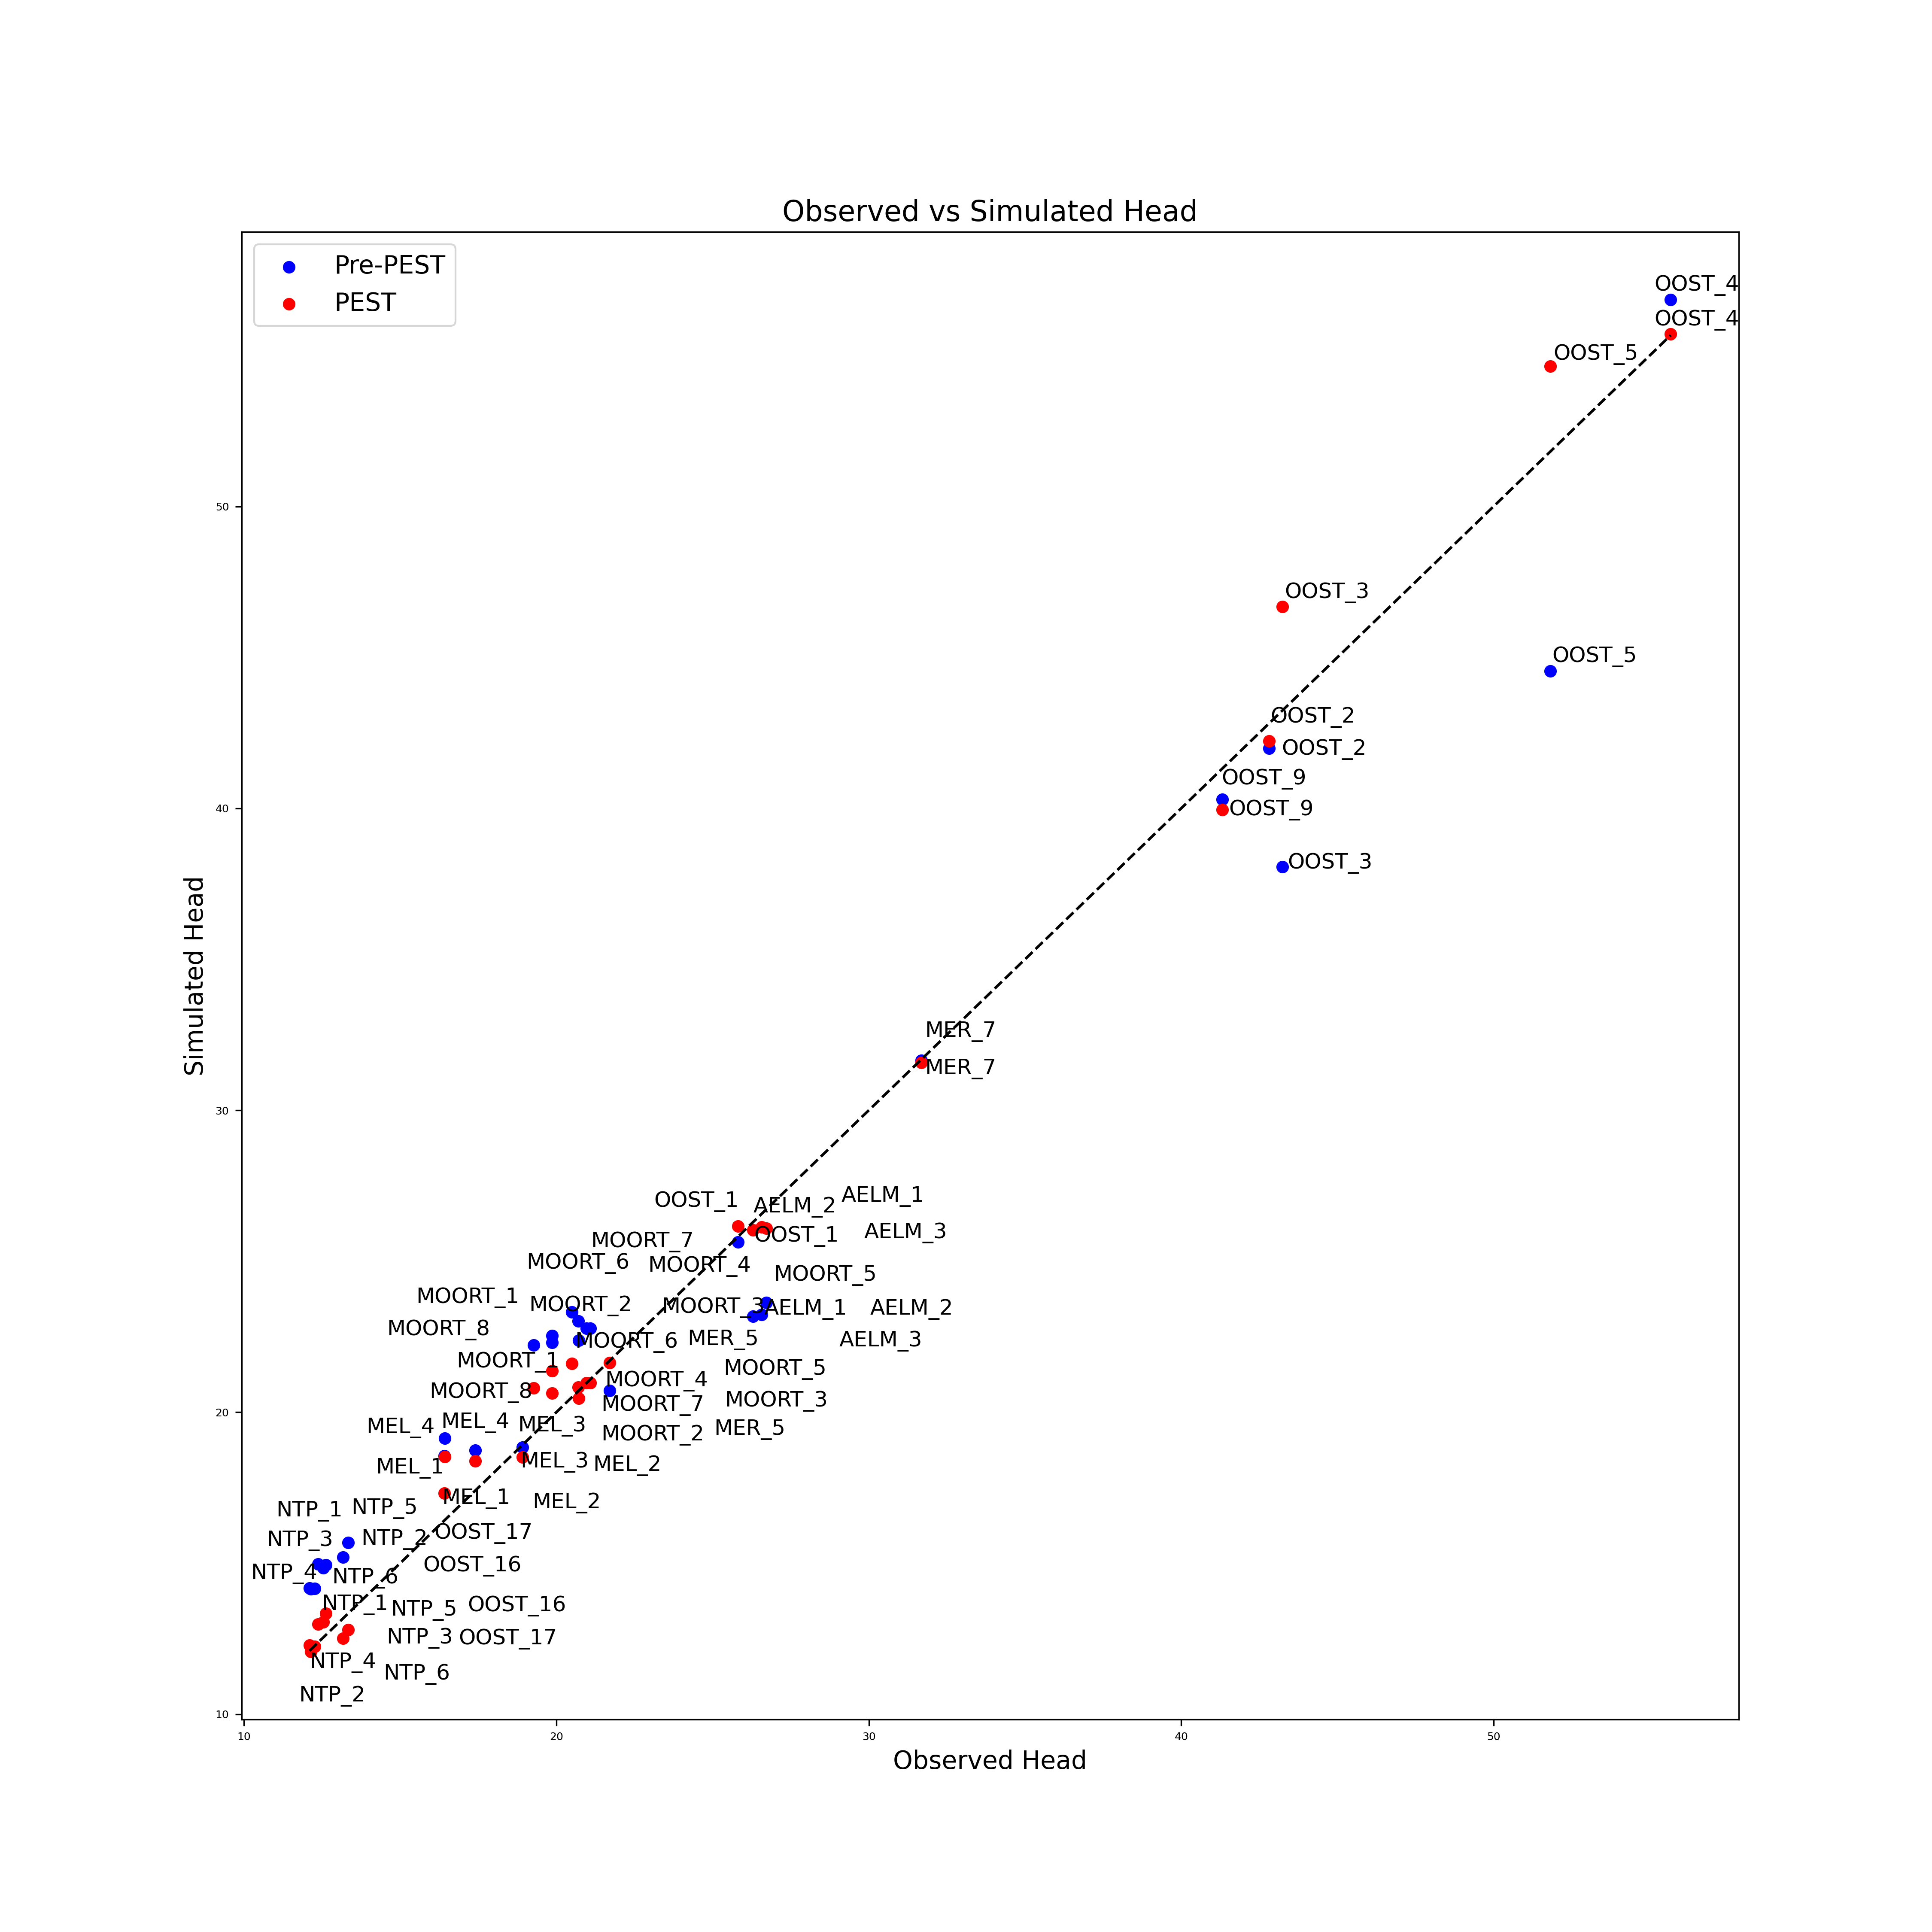 Observed vs Simulated Head
Pre-PEST
PEST
OOST_4
OOST_4
OOST_5
50
OOST_3
OOST_5
OOST_2
OOST_2
OOST_9
40
OOST_9
OOST_3
Simulated Head
MER_7
MER_7
30
AELM_1
OOST_1
AELM_2
AELM_3
OOST_1
MOORT_7
MOORT_6
MOORT_4
MOORT_5
MOORT_1
MOORT_2
MOORT_3
AELM_1
AELM_2
MOORT_8
MOORT_6
MER_5
AELM_3
MOORT_1
MOORT_5
MOORT_4
MOORT_8
MOORT_3
MOORT_7
20
MEL_4
MEL_4
MEL_3
MER_5
MOORT_2
MEL_3
MEL_2
MEL_1
MEL_1
MEL_2
NTP_1
NTP_5
OOST_17
NTP_3
NTP_2
OOST_16
NTP_4
NTP_6
NTP_1
NTP_5
OOST_16
NTP_3
OOST_17
NTP_4
NTP_6
NTP_2
10
10
20
30
40
50
Observed Head